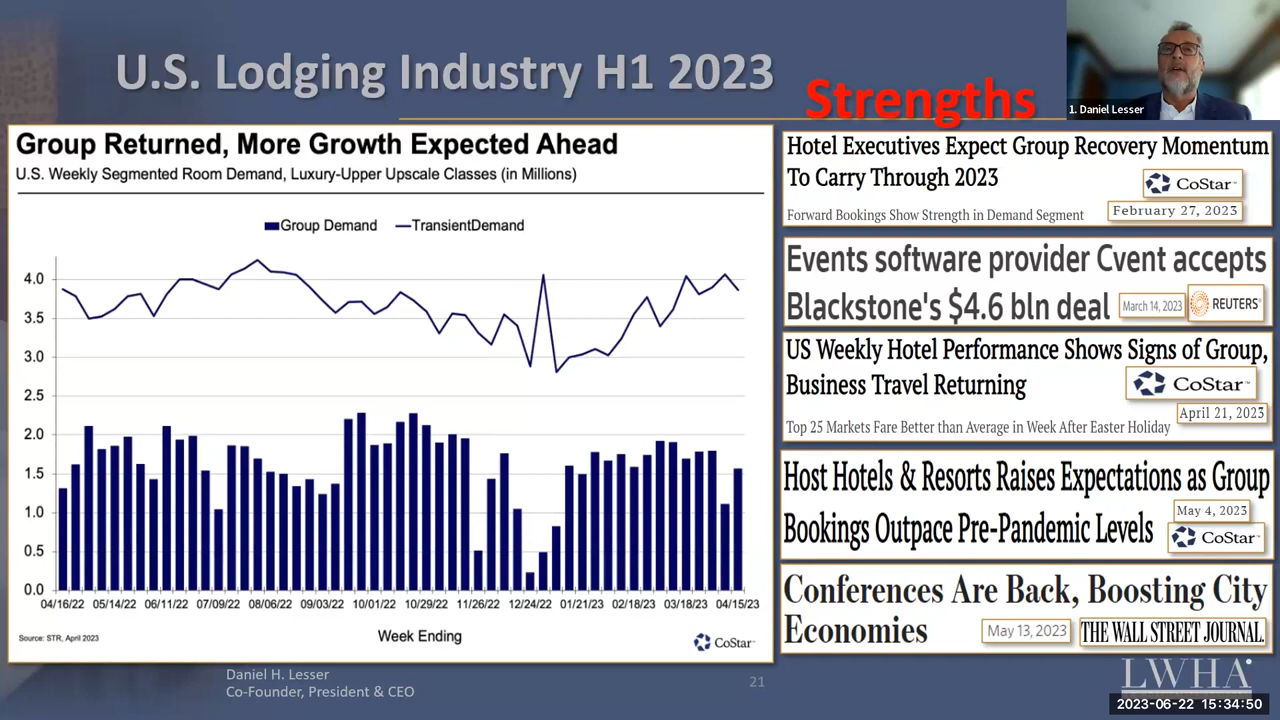 U.S. Lodging Industry H1 2023
Strengths
1. Daniel Lesser
Group Returned, More Growth Expected Ahead
U.S. Weekly Segmented Room Demand, Luxury-Upper Upscale Classes (in Millions)
Group Demand TransientDemand
4.0
3.5
3.0
2.5
2.0
1.5
1.0
0.5
0.0
04/16/22 05/14/22 06/11/22 07/09/22 08/06/22 09/03/22 10/01/22 10/29/22 11/26/22 12/24/22 01/21/23 02/18/23 03/18/23 04/15/23
Week Ending
Source: STR, April 2023
CoStar™
Hotel Executives Expect Group Recovery Momentum
To Carry Through 2023
CoStar™
Forward Bookings Show Strength in Demand Segment
February 27, 2023
Events software provider Cvent accepts
Blackstone's $4.6 bln deal
March 14, 2023
REUTERS
US Weekly Hotel Performance Shows Signs of Group,
Business Travel Returning
CoStar™
April 21, 2023
Top 25 Markets Fare Better than Average in Week After Easter Holiday
Host Hotels & Resorts Raises Expectations as Group
Bookings Outpace Pre-Pandemic Levels
May 4, 2023
CoStar™
Conferences Are Back, Boosting City
Economies
May 13, 2023
THE WALL STREET JOURNAL.
Daniel H. Lesser
Co-Founder, President & CEO
21
LWHA
2023-06-22 15:34:50